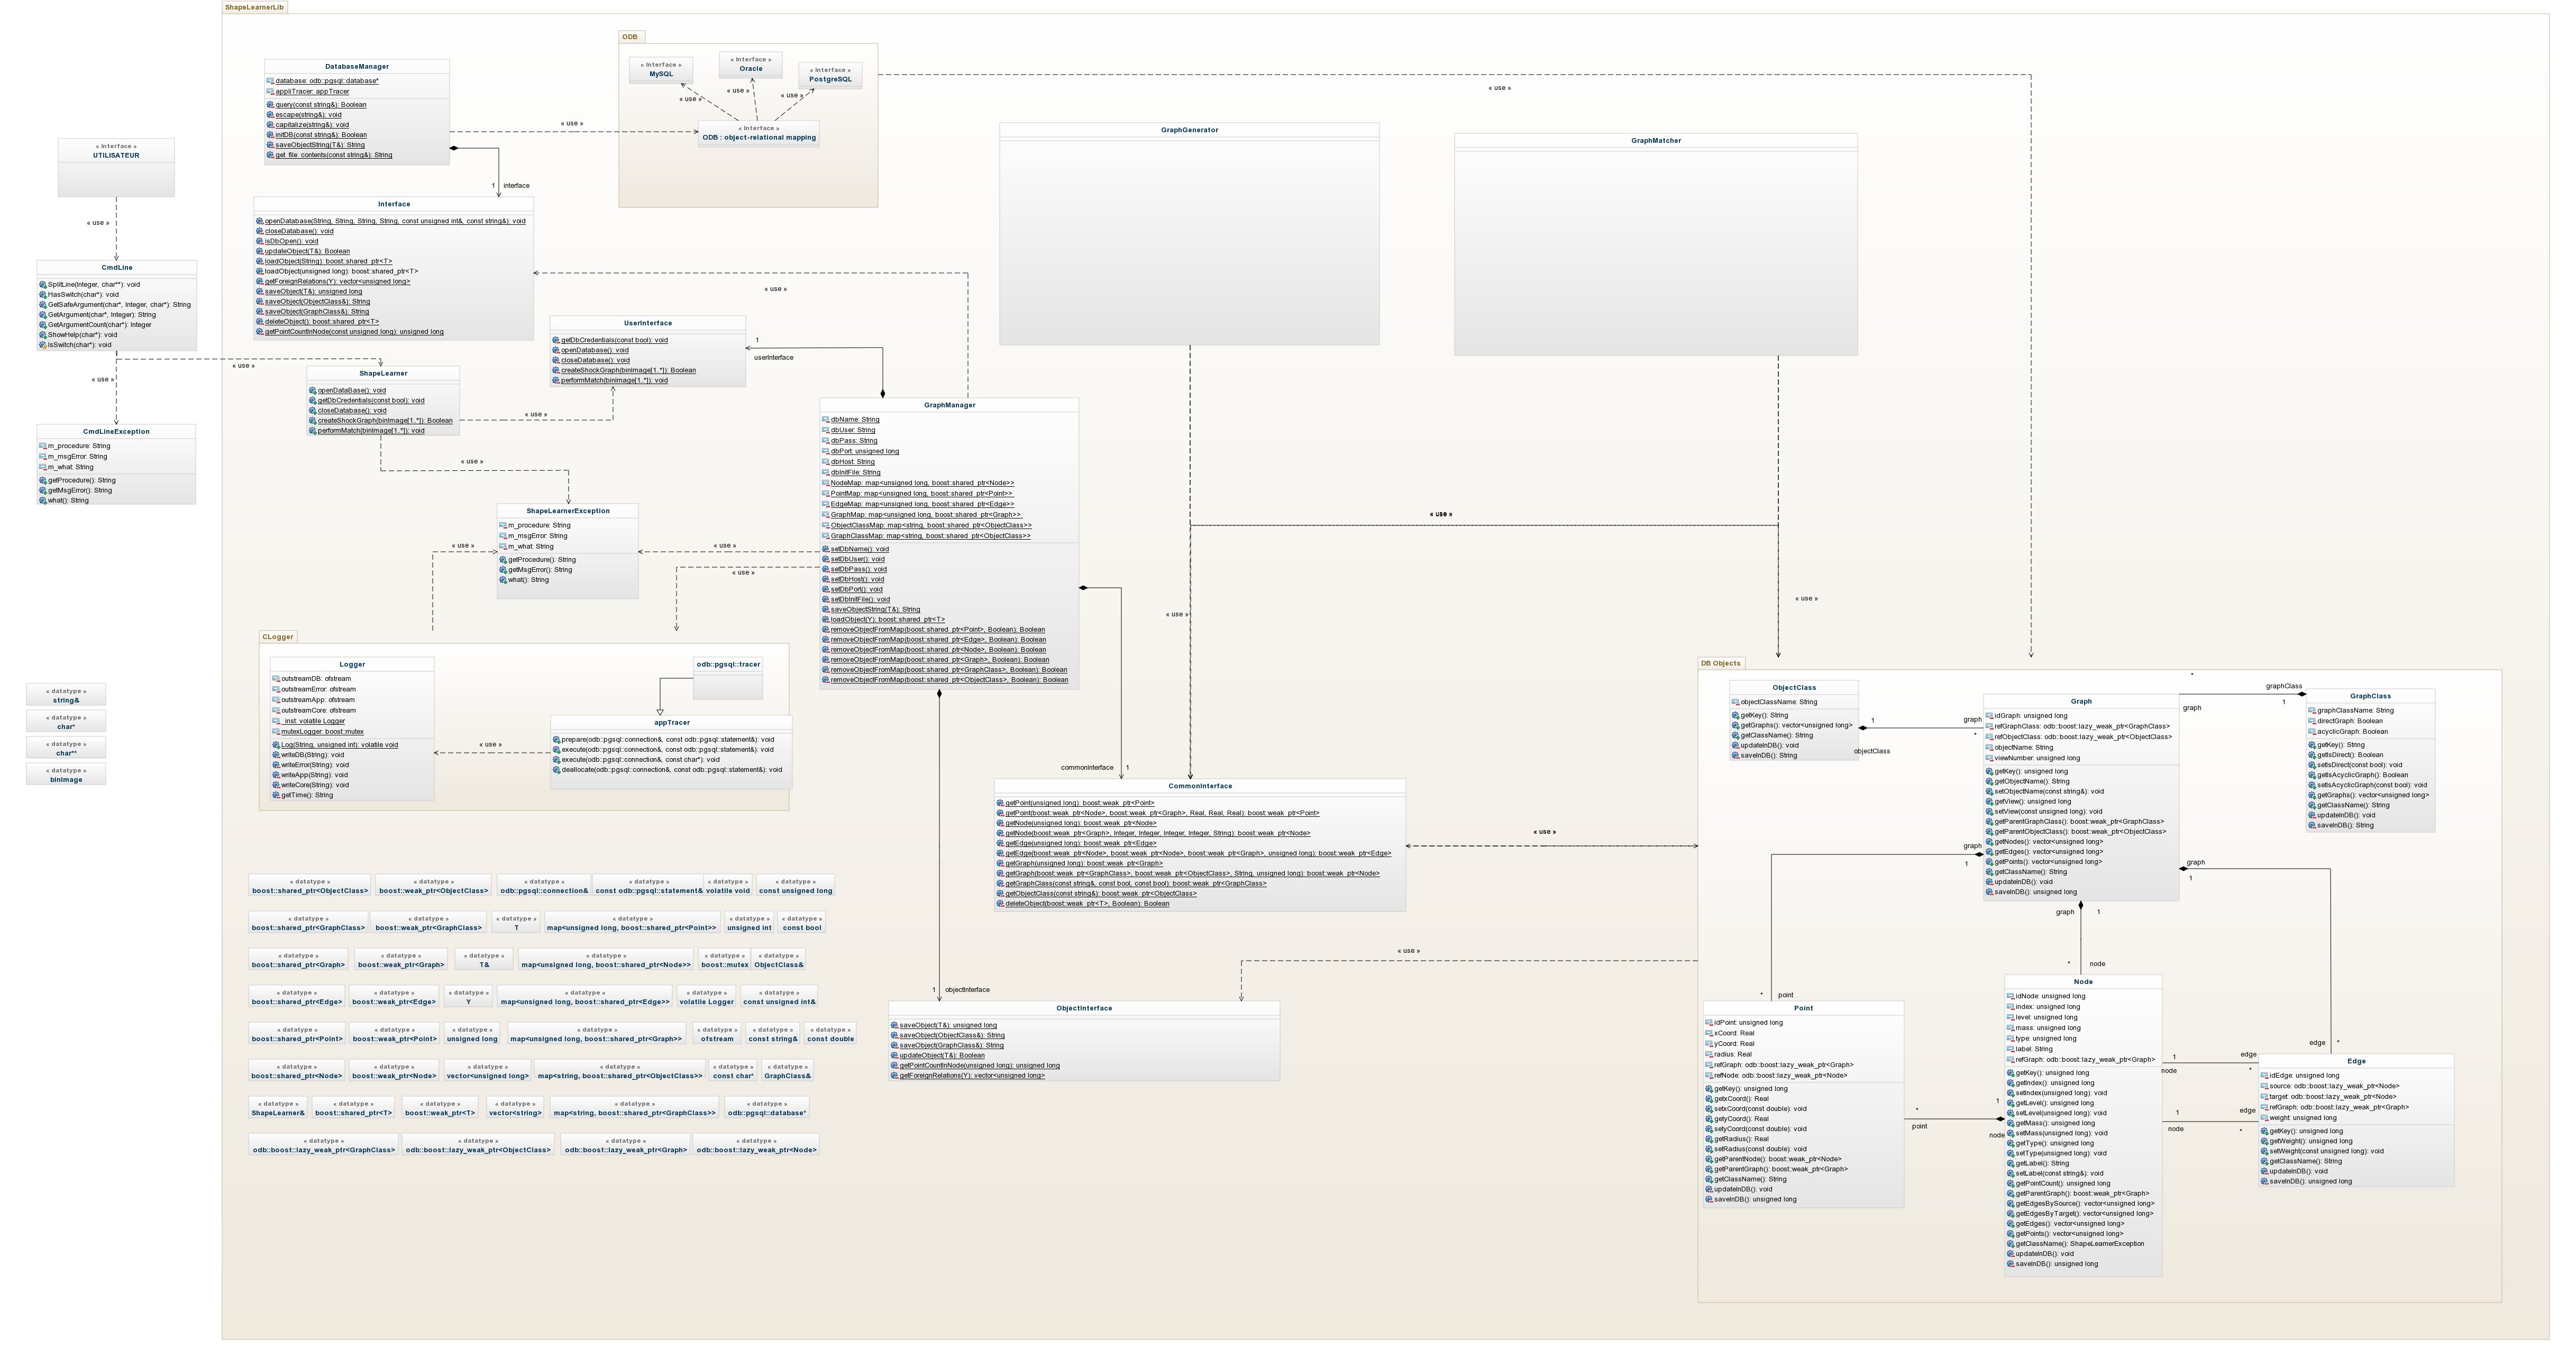 ShapeLearnerLib
ODB
« Interface »
MySQL
« Interface »
Oracle
« Interface »
PostgreSQL
« use »
« use »
« use »
« Interface »
ODB : object-relational mapping
DatabaseManager
database: odb::pgsql::database*
appliTracer: appTracer
query(const string&): Boolean
escape(string&): void
capitalize(string&): void
initDB(const string&): Boolean
saveObjectString(T&): String
get_file_contents(const string&): String
« use »
1 interface
« use »
« Interface »
UTILISATEUR
« use »
CmdLine
SplitLine(Integer, char**): void
HasSwitch(char*): void
GetSafeArgument(char*, Integer, char*): String
GetArgument(char*, Integer): String
GetArgumentCount(char*): Integer
ShowHelp(char*): void
IsSwitch(char*): void
« use »
« use »
CmdLineException
m_procedure: String
m_msgError: String
m_what: String
getProcedure(): String
getMsgError(): String
what(): String
Interface
openDatabase(String, String, String, String, const unsigned int&, const string&): void
closeDatabase(): void
isDbOpen(): void
updateObject(T&): Boolean
loadObject(String): boost::shared_ptr<T>
loadObject(unsigned long): boost::shared_ptr<T>
getForeignRelations(Y): vector<unsigned long>
saveObject(T&): unsigned long
saveObject(ObjectClass&): String
saveObject(GraphClass&): String
deleteObject(): boost::shared_ptr<T>
getPointCountInNode(const unsigned long): unsigned long
« use »
UserInterface
getDbCredentials(const bool): void
openDatabase(): void
closeDatabase(): void
createShockGraph(binImage[1..*]): Boolean
performMatch(binImage[1..*]): void
1
userInterface
ShapeLearner
openDataBase(): void
getDbCredentials(const bool): void
closeDatabase(): void
createShockGraph(binImage[1..*]): Boolean
performMatch(binImage[1..*]): void
« use »
« use »
ShapeLearnerException
m_procedure: String
m_msgError: String
m_what: String
getProcedure(): String
getMsgError(): String
what(): String
« use »
« use »
« use »
GraphManager
dbName: String
dbUser: String
dbPass: String
dbPort: unsigned long
dbHost: String
dbInitFile: String
NodeMap: map<unsigned long, boost::shared_ptr<Node>>
PointMap: map<unsigned long, boost::shared_ptr<Point>>
EdgeMap: map<unsigned long, boost::shared_ptr<Edge>>
GraphMap: map<unsigned long, boost::shared_ptr<Graph>>
ObjectClassMap: map<string, boost::shared_ptr<ObjectClass>>
GraphClassMap: map<string, boost::shared_ptr<ObjectClass>>
setDbName(): void
setDbUser(): void
setDbPass(): void
setDbHost(): void
setDbPort(): void
setDbInitFile(): void
saveObjectString(T&): String
loadObject(Y): boost::shared_ptr<T>
removeObjectFromMap(boost::shared_ptr<Point>, Boolean): Boolean
removeObjectFromMap(boost::shared_ptr<Edge>, Boolean): Boolean
removeObjectFromMap(boost::shared_ptr<Node>, Boolean): Boolean
removeObjectFromMap(boost::shared_ptr<Graph>, Boolean): Boolean
removeObjectFromMap(boost::shared_ptr<GraphClass>, Boolean): Boolean
removeObjectFromMap(boost::shared_ptr<ObjectClass>, Boolean): Boolean
GraphGenerator
GraphMatcher
« use »
« use »
« use »
CLogger
Logger
outstreamDB: ofstream
outstreamError: ofstream
outstreamApp: ofstream
outstreamCore: ofstream
_inst: volatile Logger
mutexLogger: boost::mutex
Log(String, unsigned int): volatile void
writeDB(String): void
writeError(String): void
writeApp(String): void
writeCore(String): void
getTime(): String
odb::pgsql::tracer
appTracer
prepare(odb::pgsql::connection&, const odb::pgsql::statement&): void
execute(odb::pgsql::connection&, const odb::pgsql::statement&): void
execute(odb::pgsql::connection&, const char*): void
deallocate(odb::pgsql::connection&, const odb::pgsql::statement&): void
« use »
« datatype »
string&
« datatype »
char*
« datatype »
char**
« datatype »
binImage
commonInterface 1
CommonInterface
getPoint(unsigned long): boost::weak_ptr<Point>
getPoint(boost::weak_ptr<Node>, boost::weak_ptr<Graph>, Real, Real, Real): boost::weak_ptr<Point>
getNode(unsigned long): boost::weak_ptr<Node>
getNode(boost::weak_ptr<Graph>, Integer, Integer, Integer, Integer, String): boost::weak_ptr<Node>
getEdge(unsigned long): boost::weak_ptr<Edge>
getEdge(boost::weak_ptr<Node>, boost::weak_ptr<Node>, boost::weak_ptr<Graph>, unsigned long): boost::weak_ptr<Edge>
getGraph(unsigned long): boost::weak_ptr<Graph>
getGraph(boost::weak_ptr<GraphClass>, boost::weak_ptr<ObjectClass>, String, unsigned long): boost::weak_ptr<Node>
getGraphClass(const string&, const bool, const bool): boost::weak_ptr<GraphClass>
getObjectClass(const string&): boost::weak_ptr<ObjectClass>
deleteObject(boost::weak_ptr<T>, Boolean): Boolean
« use »
« use »
1 objectInterface
ObjectInterface
saveObject(T&): unsigned long
saveObject(ObjectClass&): String
saveObject(GraphClass&): String
updateObject(T&): Boolean
getPointCountInNode(unsigned long): unsigned long
getForeignRelations(Y): vector<unsigned long>
« datatype » « datatype » « datatype » « datatype » « datatype » « datatype »
boost::shared_ptr<ObjectClass> boost::weak_ptr<ObjectClass> odb::pgsql::connection& const odb::pgsql::statement& volatile void const unsigned long
« datatype » « datatype » « datatype » « datatype » « datatype » « datatype »
boost::shared_ptr<GraphClass> boost::weak_ptr<GraphClass> T map<unsigned long, boost::shared_ptr<Point>> unsigned int const bool
« datatype » « datatype » « datatype » « datatype » « datatype » « datatype »
boost::shared_ptr<Graph> boost::weak_ptr<Graph> T& map<unsigned long, boost::shared_ptr<Node>> boost::mutex ObjectClass&
« datatype » « datatype » « datatype » « datatype » « datatype » « datatype »
boost::shared_ptr<Edge> boost::weak_ptr<Edge> Y map<unsigned long, boost::shared_ptr<Edge>> volatile Logger const unsigned int&
« datatype » « datatype » « datatype » « datatype » « datatype » « datatype » « datatype »
boost::shared_ptr<Point> boost::weak_ptr<Point> unsigned long map<unsigned long, boost::shared_ptr<Graph>> ofstream const string& const double
« datatype » « datatype » « datatype » « datatype » « datatype » « datatype »
boost::shared_ptr<Node> boost::weak_ptr<Node> vector<unsigned long> map<string, boost::shared_ptr<ObjectClass>> const char* GraphClass&
« datatype » « datatype » « datatype » « datatype » « datatype » « datatype »
ShapeLearner& boost::shared_ptr<T> boost::weak_ptr<T> vector<string> map<string, boost::shared_ptr<GraphClass>> odb::pgsql::database*
« datatype » « datatype » « datatype » « datatype »
odb::boost::lazy_weak_ptr<GraphClass> odb::boost::lazy_weak_ptr<ObjectClass> odb::boost::lazy_weak_ptr<Graph> odb::boost::lazy_weak_ptr<Node>
DB Objects
ObjectClass
objectClassName: String
getKey(): String
getGraphs(): vector<unsigned long>
getClassName(): String
updateInDB(): void
saveInDB(): String
1
objectClass
graph
*
Graph
idGraph: unsigned long
refGraphClass: odb::boost::lazy_weak_ptr<GraphClass>
refObjectClass: odb::boost::lazy_weak_ptr<ObjectClass>
objectName: String
viewNumber: unsigned long
getKey(): unsigned long
getObjectName(): String
setObjectName(const string&): void
getView(): unsigned long
setView(const unsigned long): void
getParentGraphClass(): boost::weak_ptr<GraphClass>
getParentObjectClass(): boost::weak_ptr<ObjectClass>
getNodes(): vector<unsigned long>
getEdges(): vector<unsigned long>
getPoints(): vector<unsigned long>
getClassName(): String
updateInDB(): void
saveInDB(): unsigned long
*
graph
graphClass
1
GraphClass
graphClassName: String
directGraph: Boolean
acyclicGraph: Boolean
getKey(): String
getIsDirect(): Boolean
setIsDirect(const bool): void
getIsAcyclicGraph(): Boolean
setIsAcyclicGraph(const bool): void
getGraphs(): vector<unsigned long>
getClassName(): String
updateInDB(): void
saveInDB(): String
graph
1
graph
1
graph 1
* node
* point
edge *
Point
idPoint: unsigned long
xCoord: Real
yCoord: Real
radius: Real
refGraph: odb::boost::lazy_weak_ptr<Graph>
refNode: odb::boost::lazy_weak_ptr<Node>
getKey(): unsigned long
getxCoord(): Real
setxCoord(const double): void
getyCoord(): Real
setyCoord(const double): void
getRadius(): Real
setRadius(const double): void
getParentNode(): boost::weak_ptr<Node>
getParentGraph(): boost::weak_ptr<Graph>
getClassName(): String
updateInDB(): void
saveInDB(): unsigned long
*
point
1
node
Node
idNode: unsigned long
index: unsigned long
level: unsigned long
mass: unsigned long
type: unsigned long
label: String
refGraph: odb::boost::lazy_weak_ptr<Graph>
getKey(): unsigned long
getIndex(): unsigned long
setIndex(unsigned long): void
getLevel(): unsigned long
setLevel(unsigned long): void
getMass(): unsigned long
setMass(unsigned long): void
getType(): unsigned long
setType(unsigned long): void
getLabel(): String
setLabel(const string&): void
getPointCount(): unsigned long
getParentGraph(): boost::weak_ptr<Graph>
getEdgesBySource(): vector<unsigned long>
getEdgesByTarget(): vector<unsigned long>
getEdges(): vector<unsigned long>
getPoints(): vector<unsigned long>
getClassName(): ShapeLearnerException
updateInDB(): void
saveInDB(): unsigned long
1 edge
node *
1 edge
node *
Edge
idEdge: unsigned long
source: odb::boost::lazy_weak_ptr<Node>
target: odb::boost::lazy_weak_ptr<Node>
refGraph: odb::boost::lazy_weak_ptr<Graph>
weight: unsigned long
getKey(): unsigned long
getWeight(): unsigned long
setWeight(const unsigned long): void
getClassName(): String
updateInDB(): void
saveInDB(): unsigned long